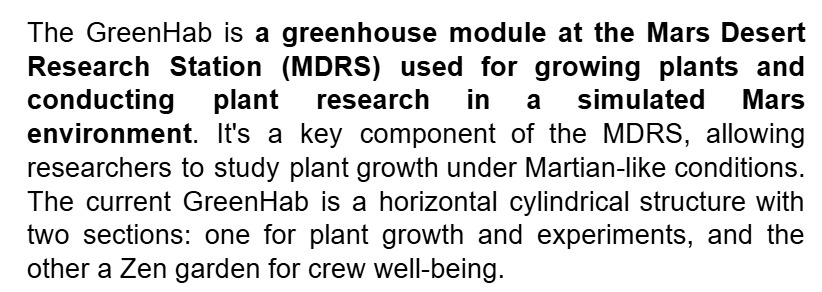 The GreenHab is a greenhouse module at the Mars Desert
Research Station (MDRS) used for growing plants and
conducting plant research in a simulated Mars
environment. It's a key component of the MDRS, allowing
researchers to study plant growth under Martian-like conditions.
The current GreenHab is a horizontal cylindrical structure with
two sections: one for plant growth and experiments, and the
other a Zen garden for crew well-being.